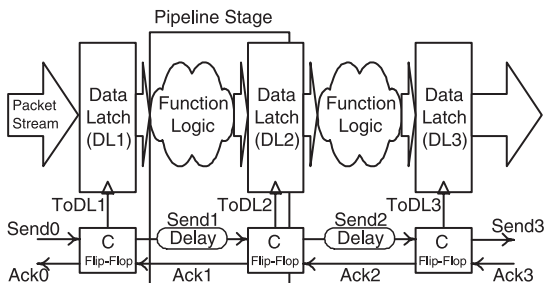 Pipeline Stage
Packet
Stream
Data
Latch
(DL1)
Function
Logic
Data
Latch
(DL2)
Function
Logic
Data
Latch
(DL3)
ToDL1
ToDL2
ToDL3
Send0
C
Flip-Flop
Send1
Delay
C
Flip-Flop
Send2
Delay
C
Flip-Flop
Send3
Ack0
Ack1
Ack2
Ack3